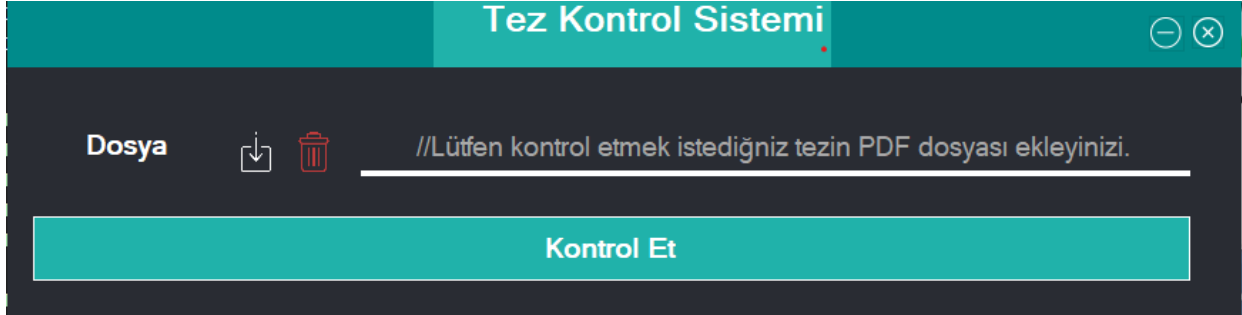 Tez Kontrol Sistemi
Dosya //Lütfen kontrol etmek istediğniz tezin PDF dosyası ekleyinizi.
Kontrol Et